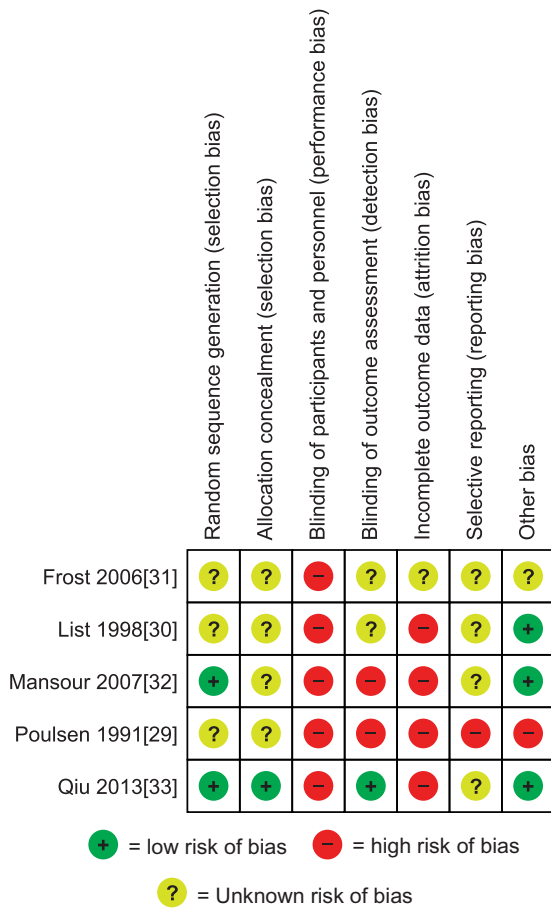 Random sequence generation (selection bias)
Allocation concealment (selection bias)
Blinding of participants and personnel (performance bias)
Blinding of outcome assessment (detection bias)
Incomplete outcome data (attrition bias)
Selective reporting (reporting bias)
Other bias
Frost 2006[31] ? ? – ? ? ? ?
List 1998[30] ? ? – ? – ? +
Mansour 2007[32] + ? – – – ? +
Poulsen 1991[29] ? ? – – – – –
Qiu 2013[33] + + – + – ? +
+ = low risk of bias – = high risk of bias
? = Unknown risk of bias